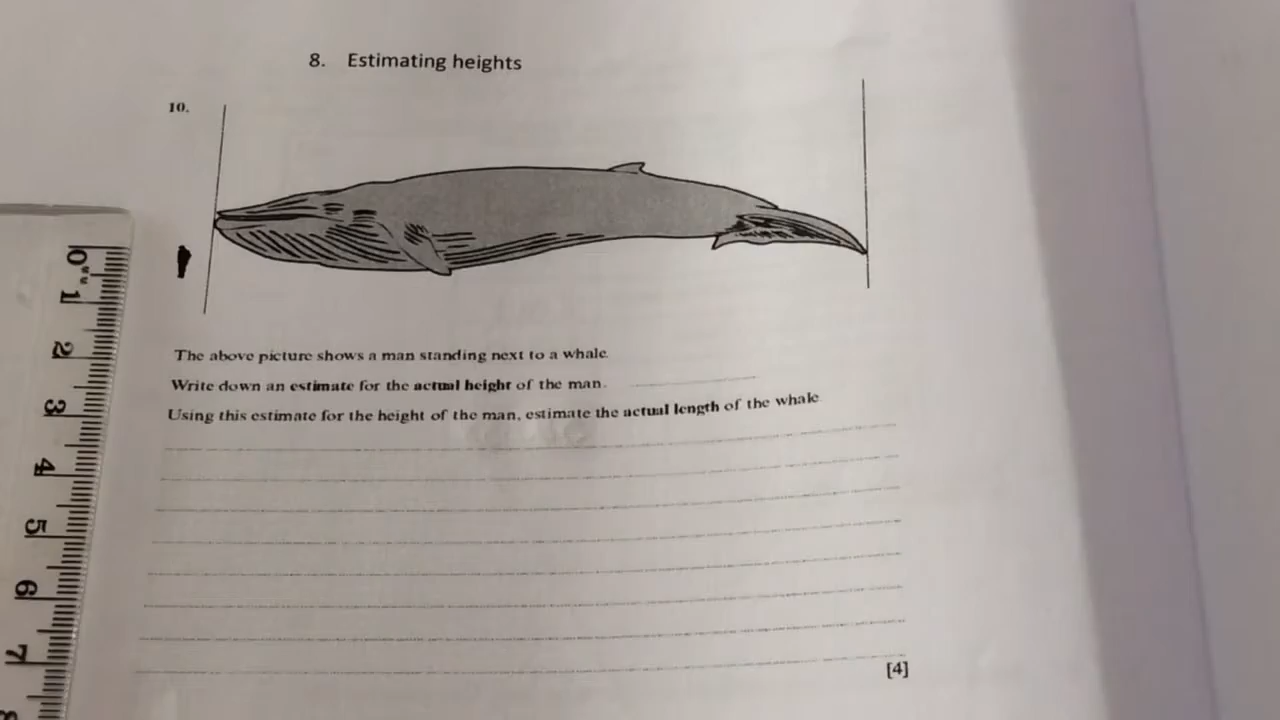 8. Estimating heights
10.
The above picture shows a man standing next to a whale.
Write down an estimate for the actual height of the man.
Using this estimate for the height of the man, estimate the actual length of the whale.
[4]
0
1
2
3
4
5
6
7